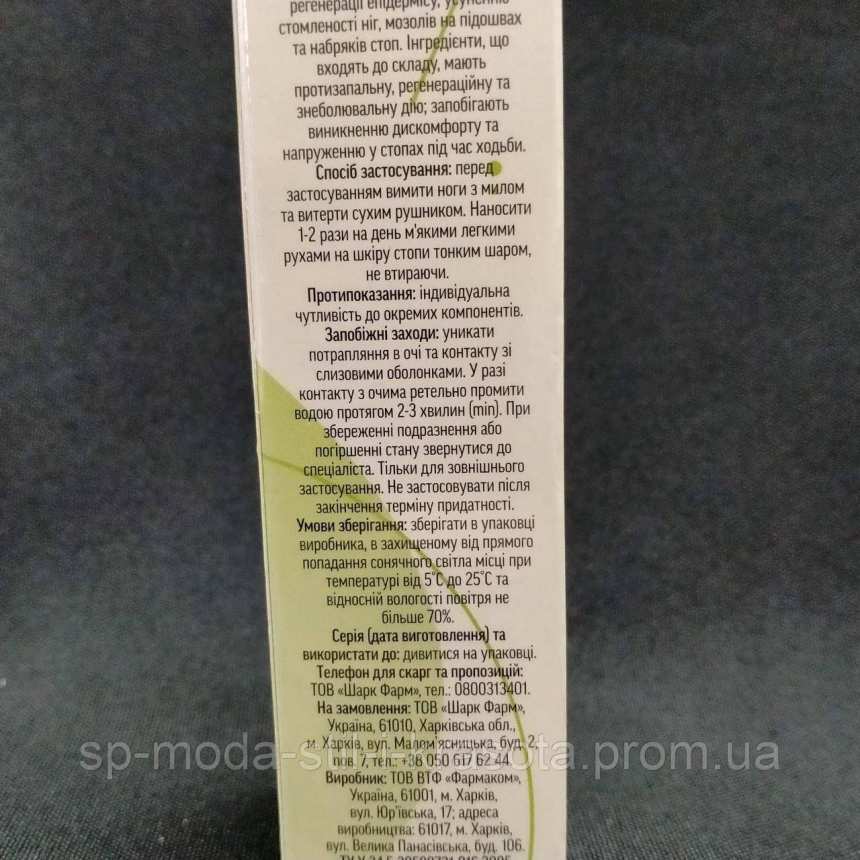 регенерації епідермісу, усуненню
стомленості ніг, мозолів на підошвах
та набряків стоп. Інгредієнти, що
входять до складу, мають
протизапальну, регенераційну та
знеболювальну дію; запобігають
виникненню дискомфорту та
напруженню у стопах під час ходьби.
Спосіб застосування: перед
застосуванням вимити ноги з милом
та витерти сухим рушником. Наносити
1-2 рази на день м'якими легкими
рухами на шкіру стопи тонким шаром,
не втираючи.
Протипоказання: індивідуальна
чутливість до окремих компонентів.
Запобіжні заходи: уникати
потрапляння в очі та контакту зі
слизовими оболонками. У разі
контакту з очима ретельно промити
водою протягом 2-3 хвилин (min). При
збереженні подразнення або
погіршенні стану звернутися до
спеціаліста. Тільки для зовнішнього
застосування. Не застосовувати після
закінчення терміну придатності.
Умови зберігання: зберігати в упаковці
виробника, в захищеному від прямого
попадання сонячного світла місці при
температурі від 5°С до 25°С та
відносній вологості повітря не
більше 70%.
Серія (дата виготовлення) та
використати до: дивитися на упаковці.
Телефон для скарг та пропозицій:
ТОВ «Шарк Фарм», тел.: 0800313401.
На замовлення: ТОВ «Шарк Фарм»,
Україна, 61010, Харківська обл.,
м. Харків, вул. Малом'ясницька, буд. 2,
пов. 7, тел.: +38 050 617 62 44.
Виробник: ТОВ ВТФ «Фармаком»,
Україна, 61001, м. Харків,
вул. Юр'ївська, 17; адреса
виробництва: 61017, м. Харків,
вул. Велика Панасівська, буд. 106.